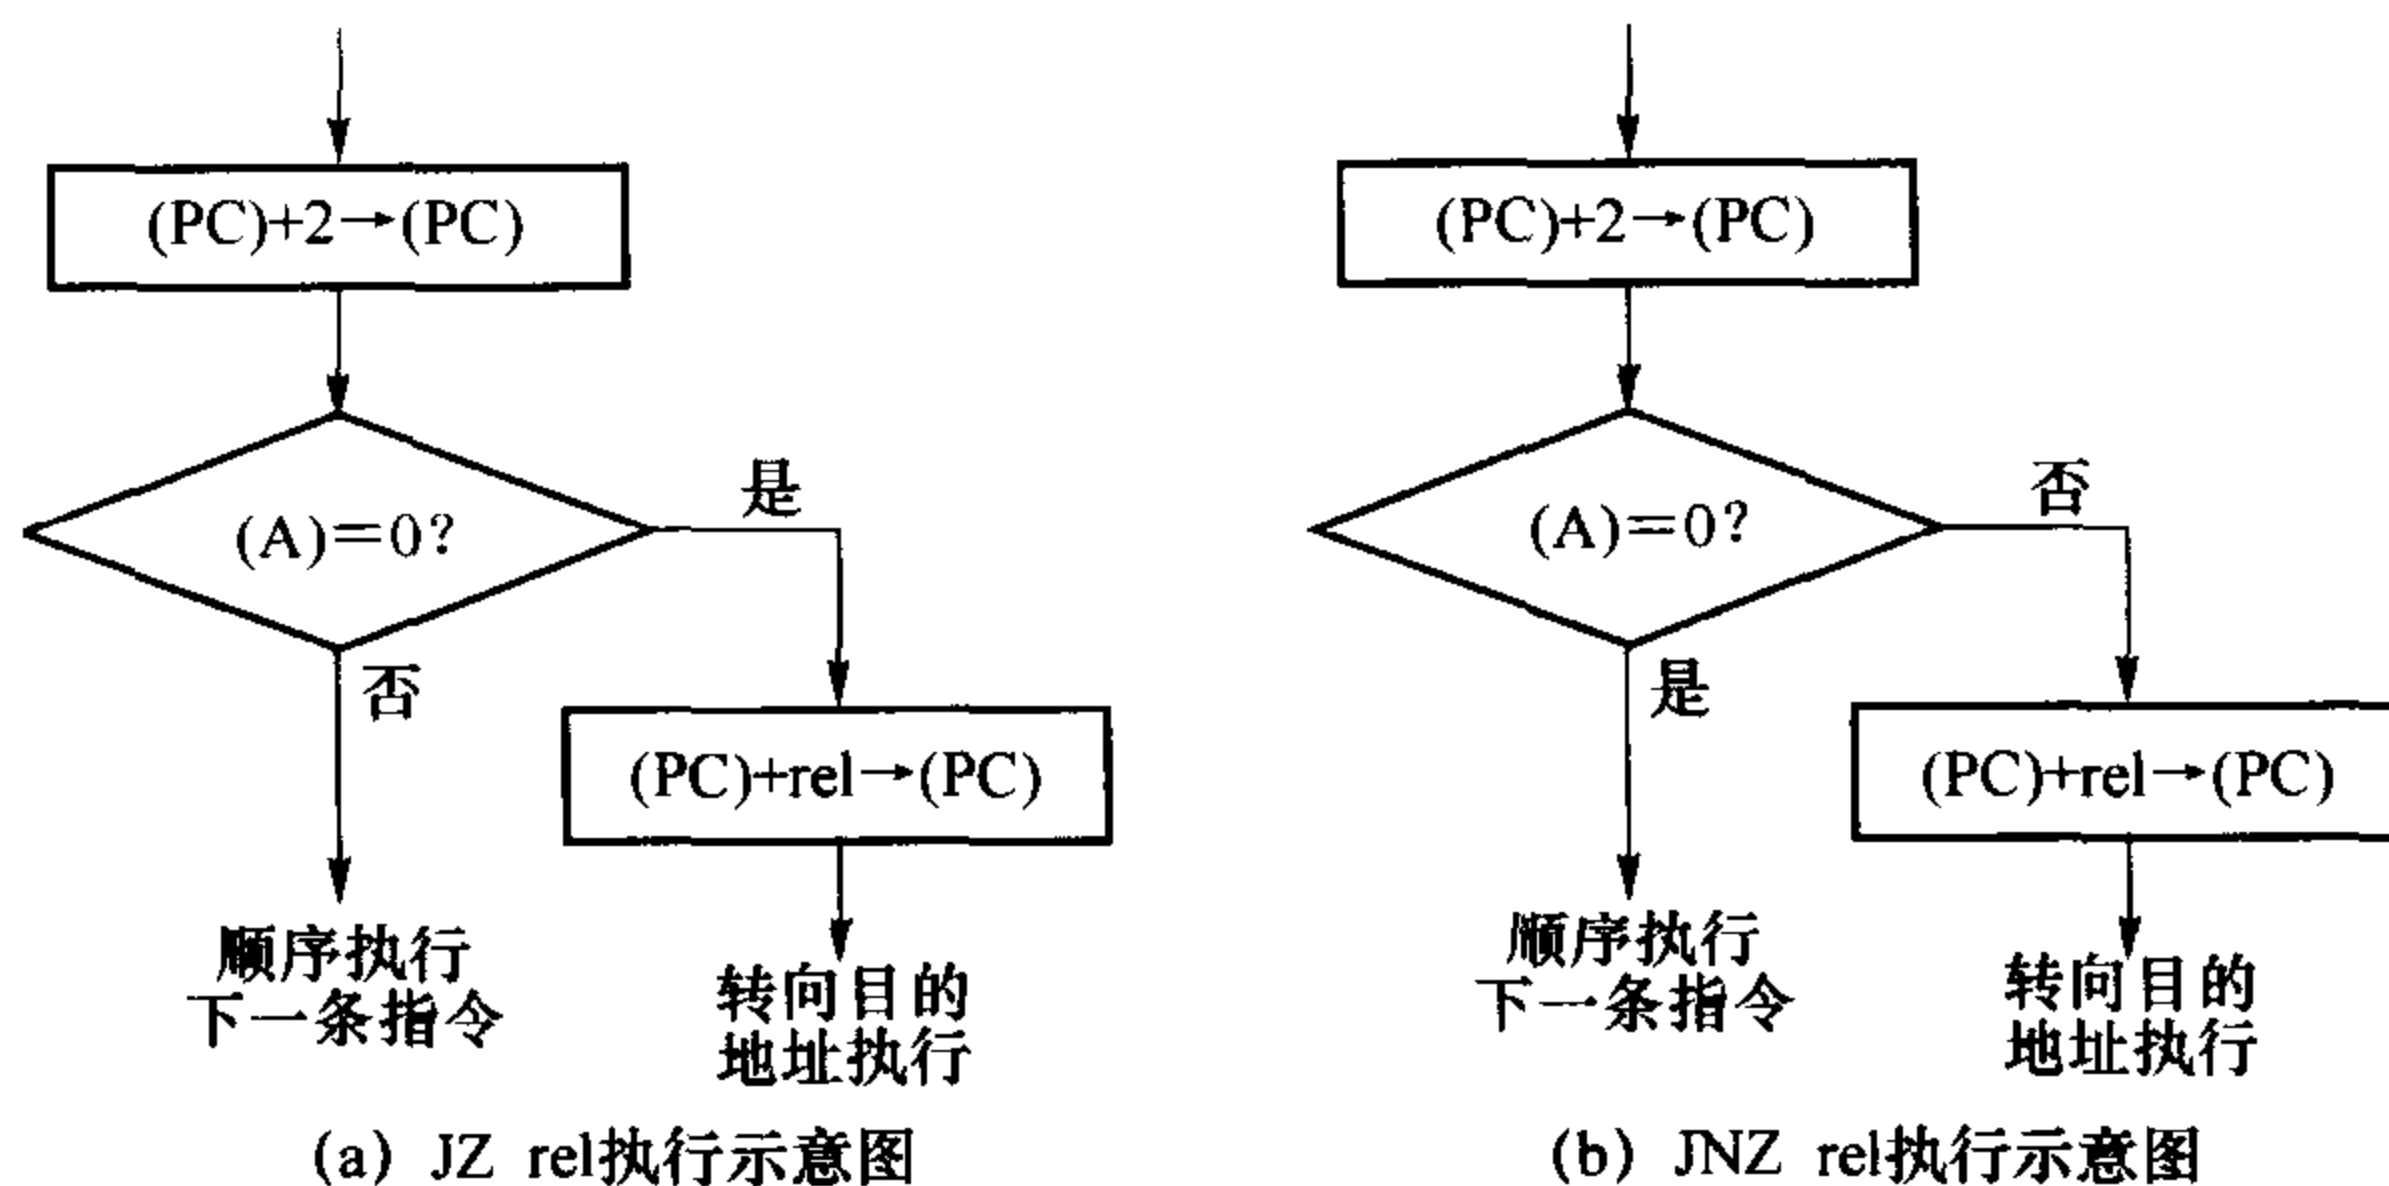 (PC)+2→(PC)
(A)=0?
是
否
(PC)+rel→(PC)
顺序执行
下一条指令
转向目的
地址执行
(a) JZ rel执行示意图
(PC)+2→(PC)
(A)=0?
否
是
(PC)+rel→(PC)
顺序执行
下一条指令
转向目的
地址执行
(b) JNZ rel执行示意图